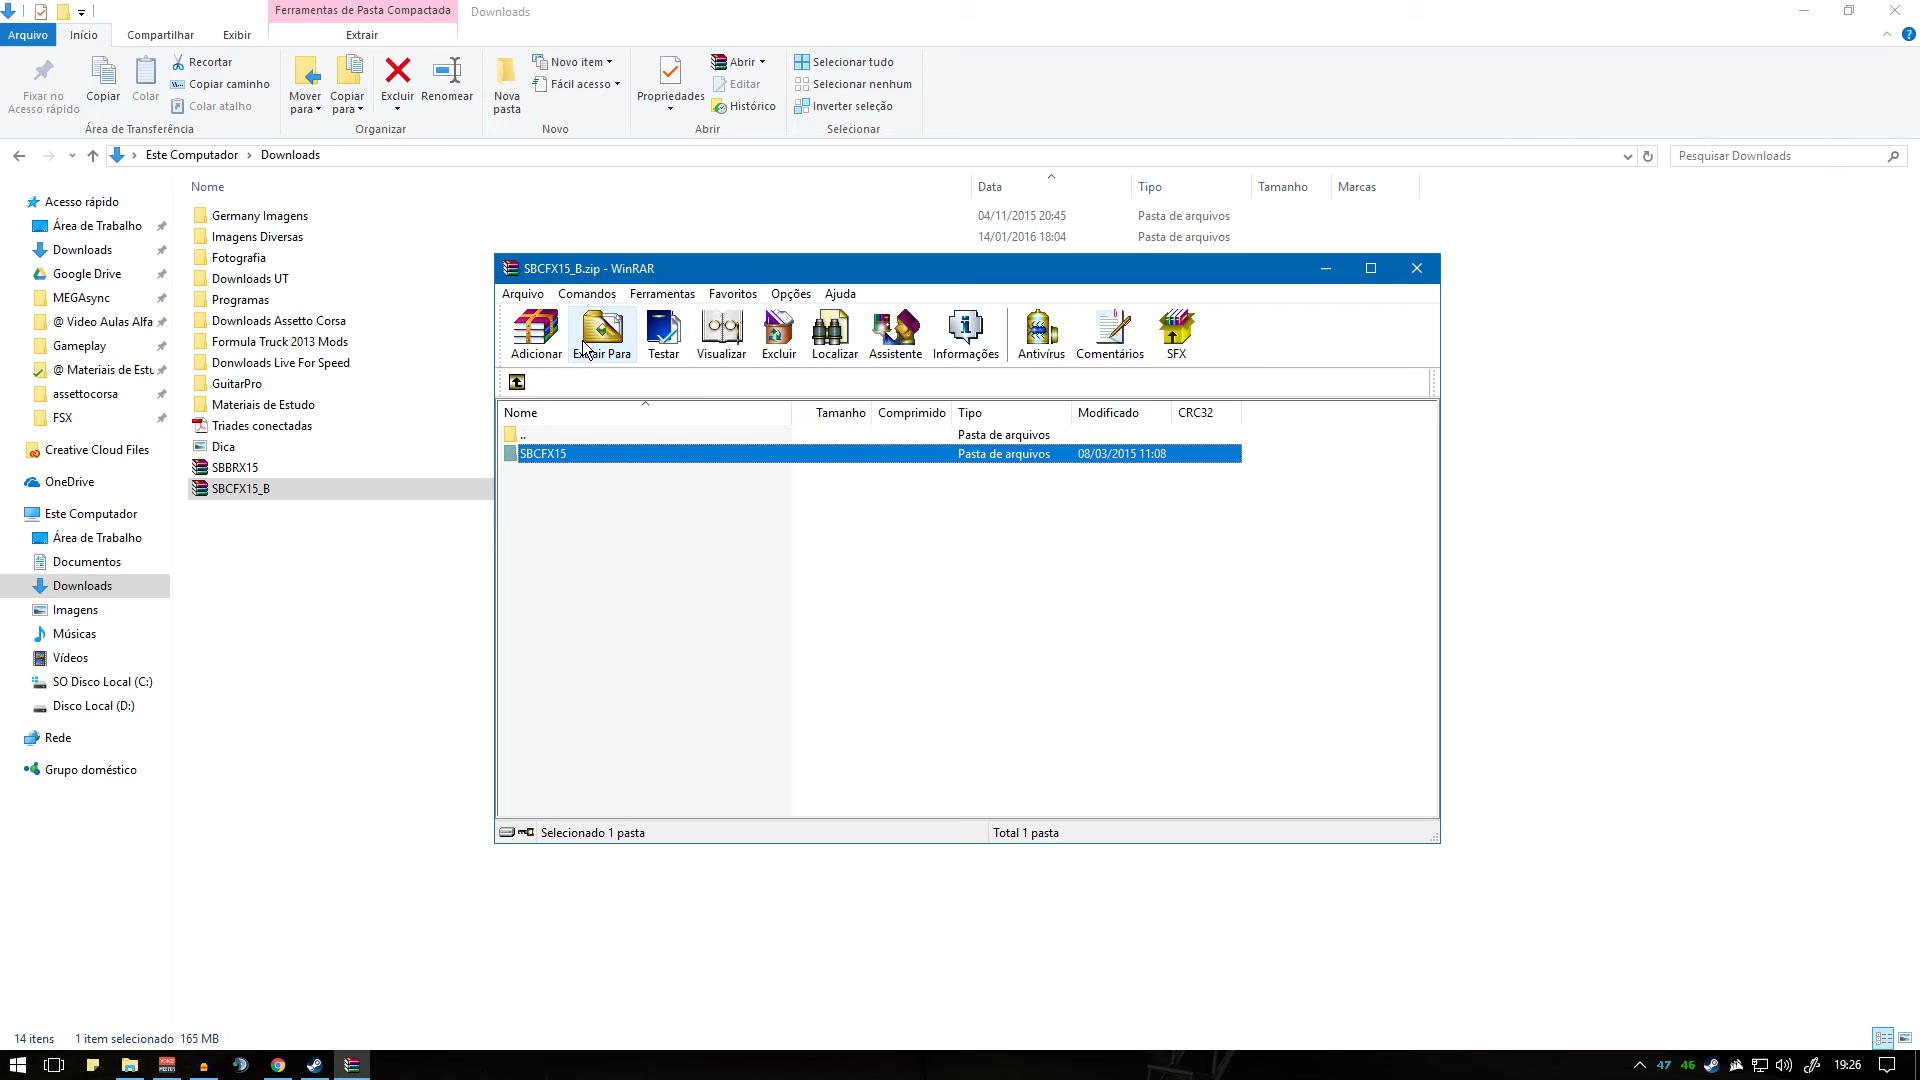 Ferramentas de Pasta Compactada
Downloads
Arquivo
Início
Compartilhar
Exibir
Extrair
Fixar no
Acesso rápido
Copiar
Colar
Recortar
Copiar caminho
Colar atalho
Área de Transferência
Mover
para
Copiar
para
Excluir
Renomear
Organizar
Nova
pasta
Novo item
Fácil acesso
Novo
Propriedades
Abrir
Editar
Histórico
Abrir
Selecionar tudo
Selecionar nenhum
Inverter seleção
Selecionar
Este Computador
Downloads
Pesquisar Downloads
Acesso rápido
Área de Trabalho
Downloads
Google Drive
MEGAsync
@ Video Aulas Alfa
Gameplay
@ Materiais de Estu
assettocorsa
FSX
Creative Cloud Files
OneDrive
Este Computador
Área de Trabalho
Documentos
Downloads
Imagens
Músicas
Vídeos
SO Disco Local (C:)
Disco Local (D:)
Rede
Grupo doméstico
Nome
Data
Tipo
Tamanho
Marcas
Germany Imagens
04/11/2015 20:45
Pasta de arquivos
Imagens Diversas
14/01/2016 18:04
Pasta de arquivos
Fotografia
Downloads UT
Programas
Downloads Assetto Corsa
Formula Truck 2013 Mods
Donwloads Live For Speed
GuitarPro
Materiais de Estudo
Triades conectadas
Dica
SBBRX15
SBCFX15_B
SBCFX15_B.zip - WinRAR
Arquivo
Comandos
Ferramentas
Favoritos
Opções
Ajuda
Adicionar
Extrair Para
Testar
Visualizar
Excluir
Localizar
Assistente
Informações
Antivírus
Comentários
SFX
Nome
Tamanho
Comprimido
Tipo
Modificado
CRC32
..
Pasta de arquivos
SBCFX15
Pasta de arquivos
08/03/2015 11:08
Selecionado 1 pasta
Total 1 pasta
14 itens
1 item selecionado 165 MB
47
46
19:26